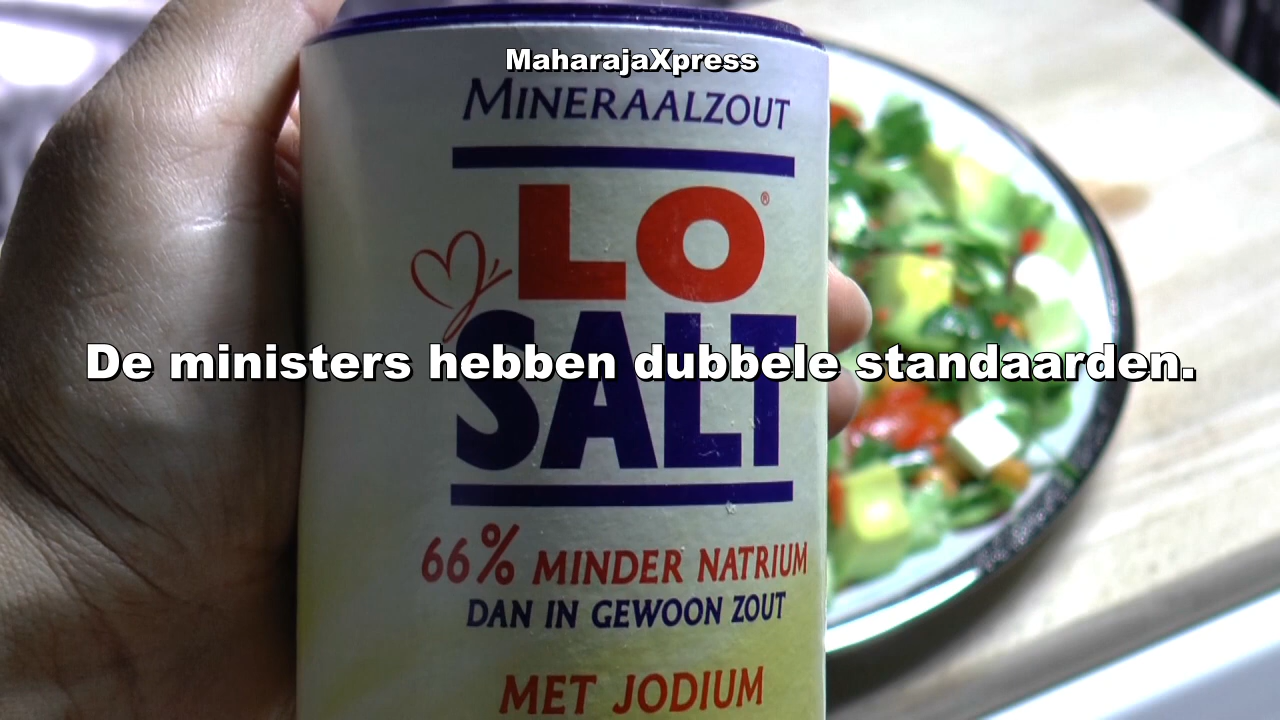 MaharajaXpress
MINERAALZOUT
LO®
SALT
De ministers hebben dubbele standaarden.
66% MINDER NATRIUM
DAN IN GEWOON ZOUT
MET JODIUM